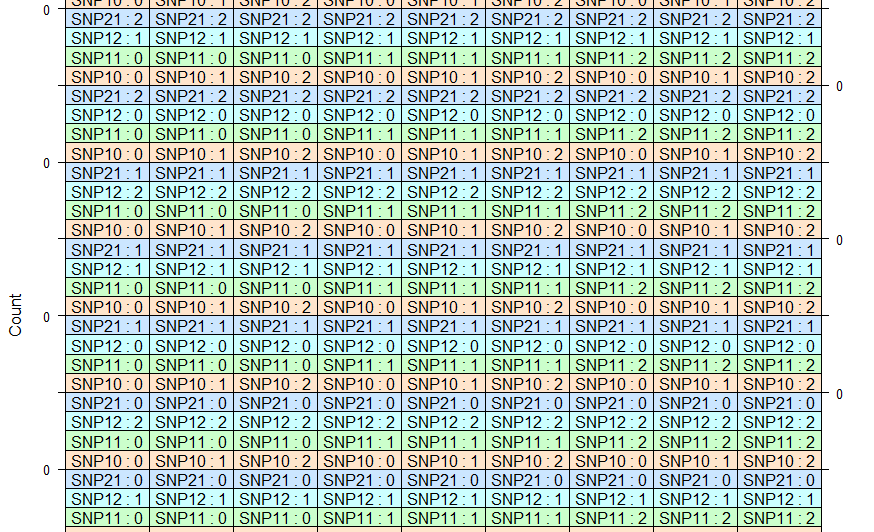 SNP10 : 0 SNP10 : 1 SNP10 : 2 SNP10 : 0 SNP10 : 1 SNP10 : 2 SNP10 : 0 SNP10 : 1 SNP10 : 2
0
SNP21 : 2 SNP21 : 2 SNP21 : 2 SNP21 : 2 SNP21 : 2 SNP21 : 2 SNP21 : 2 SNP21 : 2 SNP21 : 2
SNP12 : 1 SNP12 : 1 SNP12 : 1 SNP12 : 1 SNP12 : 1 SNP12 : 1 SNP12 : 1 SNP12 : 1 SNP12 : 1
SNP11 : 0 SNP11 : 0 SNP11 : 0 SNP11 : 1 SNP11 : 1 SNP11 : 1 SNP11 : 2 SNP11 : 2 SNP11 : 2
SNP10 : 0 SNP10 : 1 SNP10 : 2 SNP10 : 0 SNP10 : 1 SNP10 : 2 SNP10 : 0 SNP10 : 1 SNP10 : 2
0
SNP21 : 2 SNP21 : 2 SNP21 : 2 SNP21 : 2 SNP21 : 2 SNP21 : 2 SNP21 : 2 SNP21 : 2 SNP21 : 2
SNP12 : 0 SNP12 : 0 SNP12 : 0 SNP12 : 0 SNP12 : 0 SNP12 : 0 SNP12 : 0 SNP12 : 0 SNP12 : 0
SNP11 : 0 SNP11 : 0 SNP11 : 0 SNP11 : 1 SNP11 : 1 SNP11 : 1 SNP11 : 2 SNP11 : 2 SNP11 : 2
SNP10 : 0 SNP10 : 1 SNP10 : 2 SNP10 : 0 SNP10 : 1 SNP10 : 2 SNP10 : 0 SNP10 : 1 SNP10 : 2
0
SNP21 : 1 SNP21 : 1 SNP21 : 1 SNP21 : 1 SNP21 : 1 SNP21 : 1 SNP21 : 1 SNP21 : 1 SNP21 : 1
SNP12 : 2 SNP12 : 2 SNP12 : 2 SNP12 : 2 SNP12 : 2 SNP12 : 2 SNP12 : 2 SNP12 : 2 SNP12 : 2
SNP11 : 0 SNP11 : 0 SNP11 : 0 SNP11 : 1 SNP11 : 1 SNP11 : 1 SNP11 : 2 SNP11 : 2 SNP11 : 2
SNP10 : 0 SNP10 : 1 SNP10 : 2 SNP10 : 0 SNP10 : 1 SNP10 : 2 SNP10 : 0 SNP10 : 1 SNP10 : 2
0
SNP21 : 1 SNP21 : 1 SNP21 : 1 SNP21 : 1 SNP21 : 1 SNP21 : 1 SNP21 : 1 SNP21 : 1 SNP21 : 1
SNP12 : 1 SNP12 : 1 SNP12 : 1 SNP12 : 1 SNP12 : 1 SNP12 : 1 SNP12 : 1 SNP12 : 1 SNP12 : 1
SNP11 : 0 SNP11 : 0 SNP11 : 0 SNP11 : 1 SNP11 : 1 SNP11 : 1 SNP11 : 2 SNP11 : 2 SNP11 : 2
SNP10 : 0 SNP10 : 1 SNP10 : 2 SNP10 : 0 SNP10 : 1 SNP10 : 2 SNP10 : 0 SNP10 : 1 SNP10 : 2
Count
0
SNP21 : 1 SNP21 : 1 SNP21 : 1 SNP21 : 1 SNP21 : 1 SNP21 : 1 SNP21 : 1 SNP21 : 1 SNP21 : 1
SNP12 : 0 SNP12 : 0 SNP12 : 0 SNP12 : 0 SNP12 : 0 SNP12 : 0 SNP12 : 0 SNP12 : 0 SNP12 : 0
SNP11 : 0 SNP11 : 0 SNP11 : 0 SNP11 : 1 SNP11 : 1 SNP11 : 1 SNP11 : 2 SNP11 : 2 SNP11 : 2
SNP10 : 0 SNP10 : 1 SNP10 : 2 SNP10 : 0 SNP10 : 1 SNP10 : 2 SNP10 : 0 SNP10 : 1 SNP10 : 2
0
SNP21 : 0 SNP21 : 0 SNP21 : 0 SNP21 : 0 SNP21 : 0 SNP21 : 0 SNP21 : 0 SNP21 : 0 SNP21 : 0
SNP12 : 2 SNP12 : 2 SNP12 : 2 SNP12 : 2 SNP12 : 2 SNP12 : 2 SNP12 : 2 SNP12 : 2 SNP12 : 2
SNP11 : 0 SNP11 : 0 SNP11 : 0 SNP11 : 1 SNP11 : 1 SNP11 : 1 SNP11 : 2 SNP11 : 2 SNP11 : 2
SNP10 : 0 SNP10 : 1 SNP10 : 2 SNP10 : 0 SNP10 : 1 SNP10 : 2 SNP10 : 0 SNP10 : 1 SNP10 : 2
0
SNP21 : 0 SNP21 : 0 SNP21 : 0 SNP21 : 0 SNP21 : 0 SNP21 : 0 SNP21 : 0 SNP21 : 0 SNP21 : 0
SNP12 : 1 SNP12 : 1 SNP12 : 1 SNP12 : 1 SNP12 : 1 SNP12 : 1 SNP12 : 1 SNP12 : 1 SNP12 : 1
SNP11 : 0 SNP11 : 0 SNP11 : 0 SNP11 : 1 SNP11 : 1 SNP11 : 1 SNP11 : 2 SNP11 : 2 SNP11 : 2